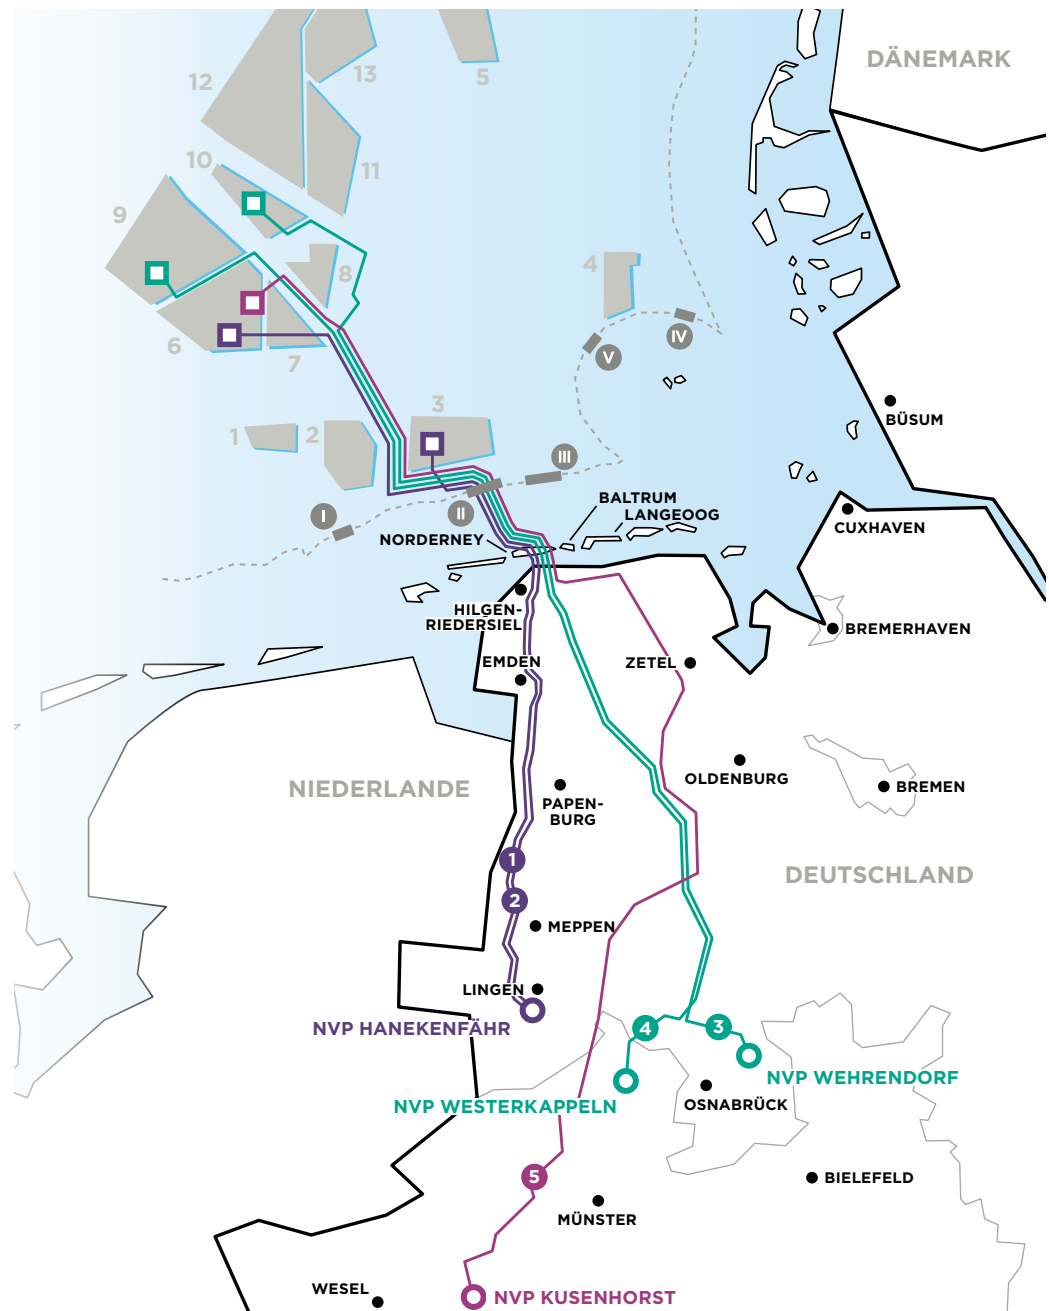 DÄNEMARK
13
5
12
10
11
9
8
4
6
7
IV
V
3
1
2
BÜSUM
III
I
II
BALTRUM
LANGEOOG
NORDERNEY
CUXHAVEN
HILGEN-
RIEDERSIEL
BREMERHAVEN
EMDEN
ZETEL
NIEDERLANDE
OLDENBURG
BREMEN
PAPEN-
BURG
1
DEUTSCHLAND
2
MEPPEN
LINGEN
NVP HANEKENFÄHR
4
3
NVP WEHRENDORF
NVP WESTERKAPPELN
OSNABRÜCK
5
BIELEFELD
MÜNSTER
WESEL
NVP KUSENHORST